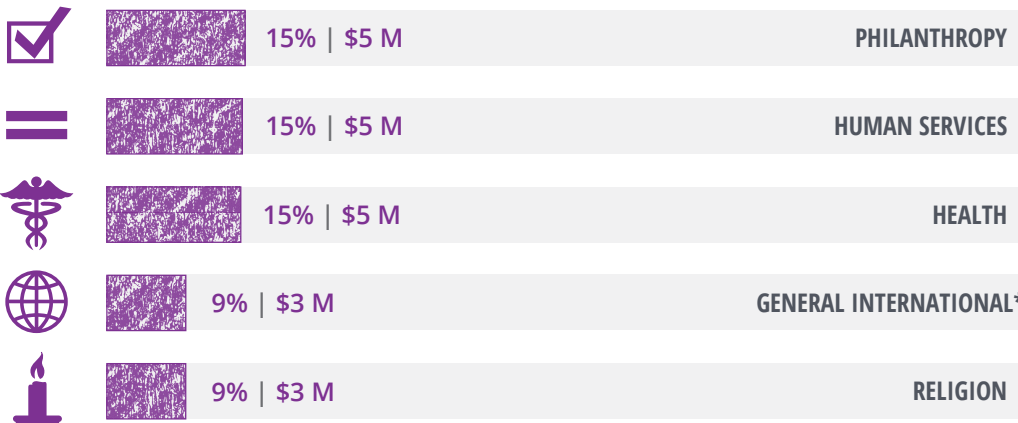 15% | $5 M PHILANTHROPY
15% | $5 M HUMAN SERVICES
15% | $5 M HEALTH
9% | $3 M GENERAL INTERNATIONAL*
9% | $3 M RELIGION